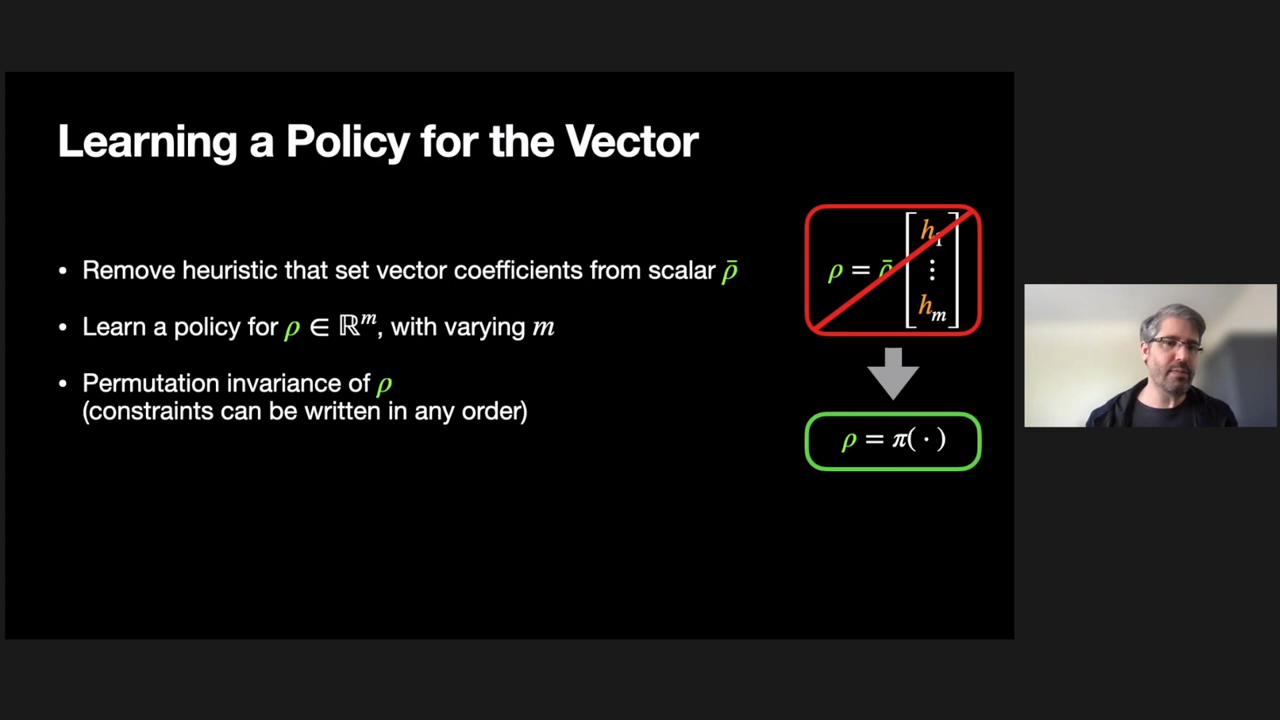 Learning a Policy for the Vector
• Remove heuristic that set vector coefficients from scalar ρ̄
• Learn a policy for ρ ∈ ℝᵐ, with varying m
• Permutation invariance of ρ
(constraints can be written in any order)
ρ = ρ̄ [h₁
⋮
hₘ]
ρ = π( · )